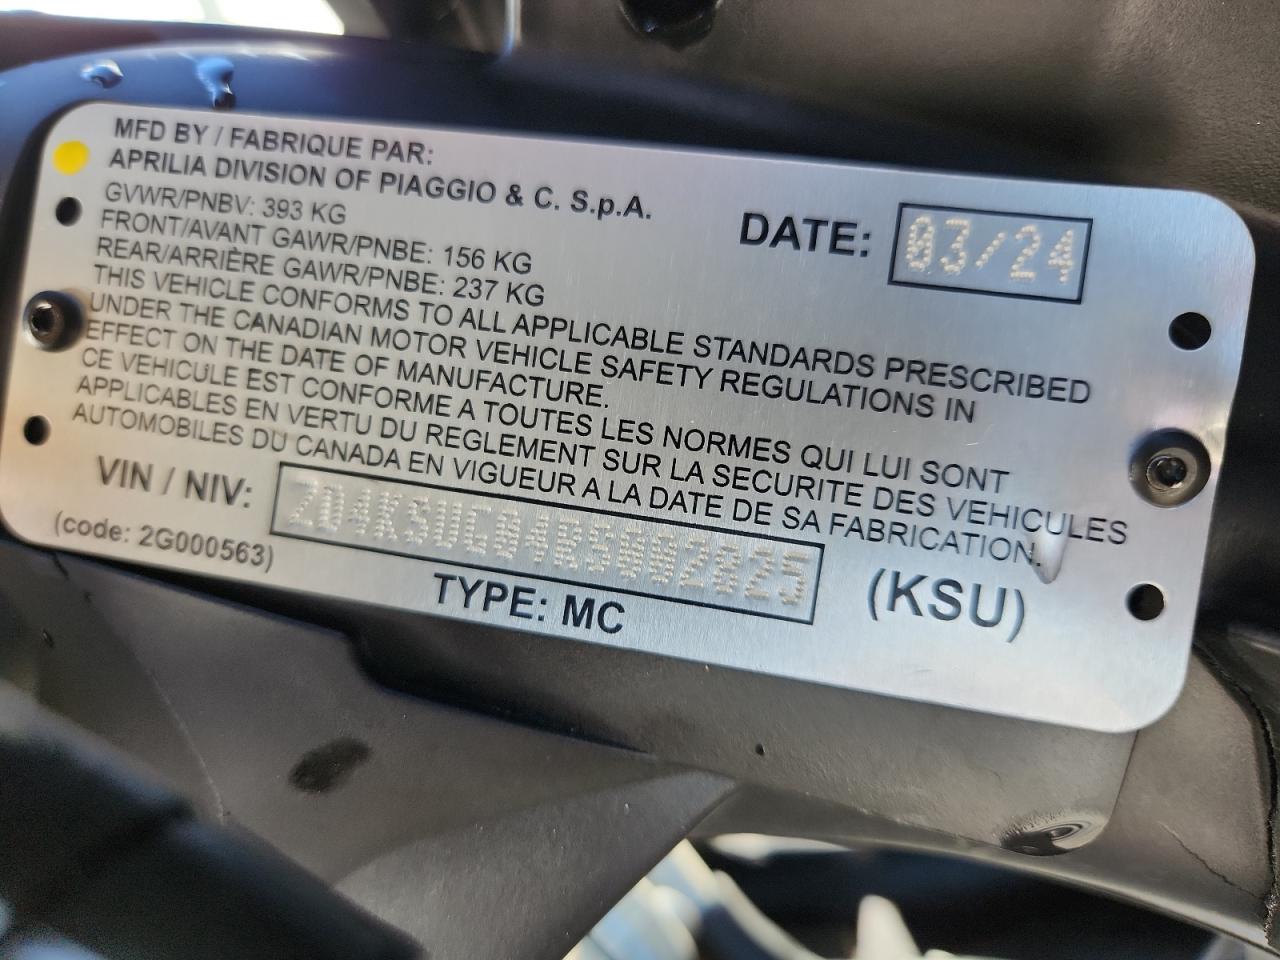 MFD BY / FABRIQUE PAR:
APRILIA DIVISION OF PIAGGIO & C. S.p.A.
GVWR/PNBV: 393 KG
FRONT/AVANT GAWR/PNBE: 156 KG
REAR/ARRIÈRE GAWR/PNBE: 237 KG
DATE: 03/24
THIS VEHICLE CONFORMS TO ALL APPLICABLE STANDARDS PRESCRIBED
UNDER THE CANADIAN MOTOR VEHICLE SAFETY REGULATIONS IN
EFFECT ON THE DATE OF MANUFACTURE.
CE VEHICULE EST CONFORME A TOUTES LES NORMES QUI LUI SONT
APPLICABLES EN VERTU DU REGLEMENT SUR LA SECURITE DES VEHICULES
AUTOMOBILES DU CANADA EN VIGUEUR A LA DATE DE SA FABRICATION.
VIN / NIV: ZD4KSUG04RS002825
(code: 2G000563)
TYPE: MC
(KSU)